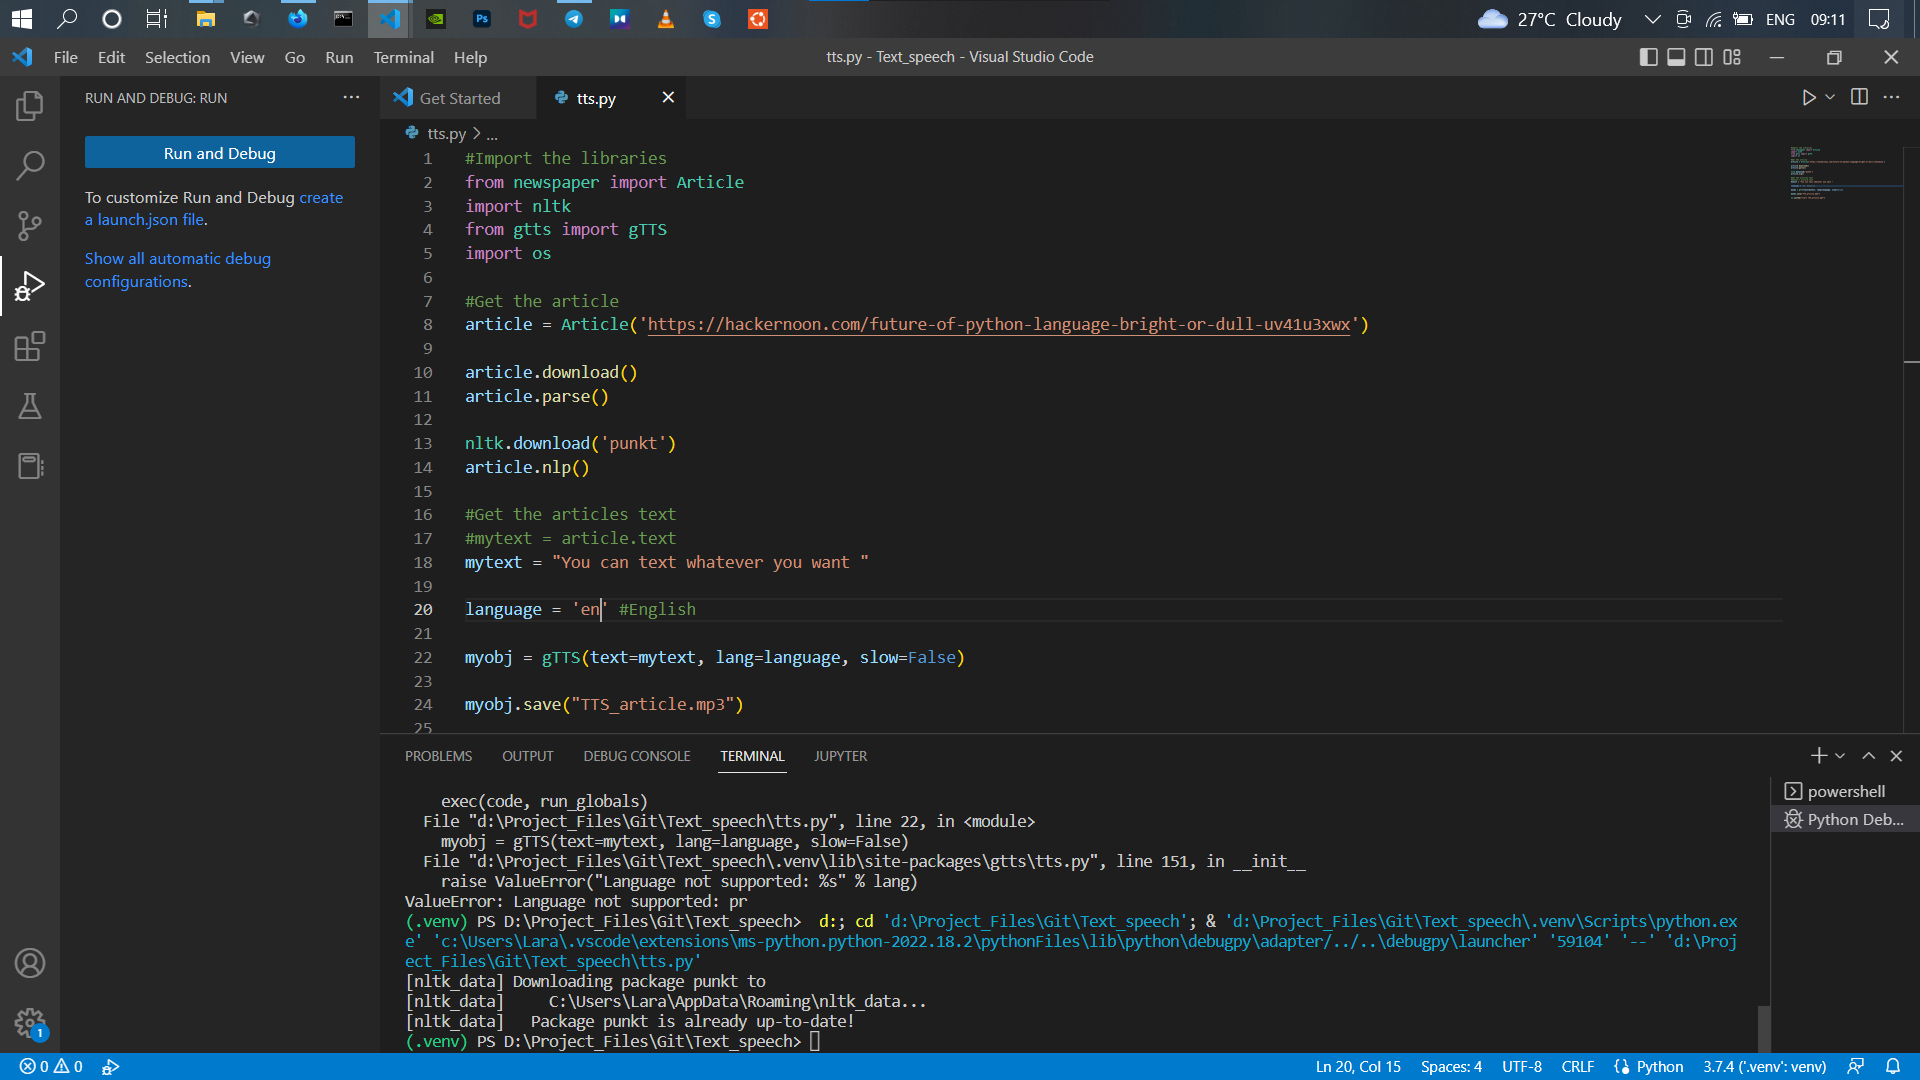 27°C Cloudy
ENG
09:11
File Edit Selection View Go Run Terminal Help
tts.py - Text_speech - Visual Studio Code
RUN AND DEBUG: RUN
Run and Debug
To customize Run and Debug create
a launch.json file.
Show all automatic debug
configurations.
Get Started
tts.py
tts.py > ...
1 #Import the libraries
2 from newspaper import Article
3 import nltk
4 from gtts import gTTS
5 import os
6
7 #Get the article
8 article = Article('https://hackernoon.com/future-of-python-language-bright-or-dull-uv41u3xwx')
9
10 article.download()
11 article.parse()
12
13 nltk.download('punkt')
14 article.nlp()
15
16 #Get the articles text
17 #mytext = article.text
18 mytext = "You can text whatever you want "
19
20 language = 'en' #English
21
22 myobj = gTTS(text=mytext, lang=language, slow=False)
23
24 myobj.save("TTS_article.mp3")
25
PROBLEMS OUTPUT DEBUG CONSOLE TERMINAL JUPYTER
exec(code, run_globals)
File "d:\Project_Files\Git\Text_speech\tts.py", line 22, in <module>
myobj = gTTS(text=mytext, lang=language, slow=False)
File "d:\Project_Files\Git\Text_speech\.venv\lib\site-packages\gtts\tts.py", line 151, in __init__
raise ValueError("Language not supported: %s" % lang)
ValueError: Language not supported: pr
(.venv) PS D:\Project_Files\Git\Text_speech>  d:; cd 'd:\Project_Files\Git\Text_speech'; & 'd:\Project_Files\Git\Text_speech\.venv\Scripts\python.ex
e' 'c:\Users\Lara\.vscode\extensions\ms-python.python-2022.18.2\pythonFiles\lib\python\debugpy\adapter/../..\debugpy\launcher' '59104' '--' 'd:\Proj
ect_Files\Git\Text_speech\tts.py'
[nltk_data] Downloading package punkt to
[nltk_data]     C:\Users\Lara\AppData\Roaming\nltk_data...
[nltk_data]   Package punkt is already up-to-date!
(.venv) PS D:\Project_Files\Git\Text_speech>
powershell
Python Deb...
1
0 0
Ln 20, Col 15 Spaces: 4 UTF-8 CRLF Python 3.7.4 ('.venv': venv)